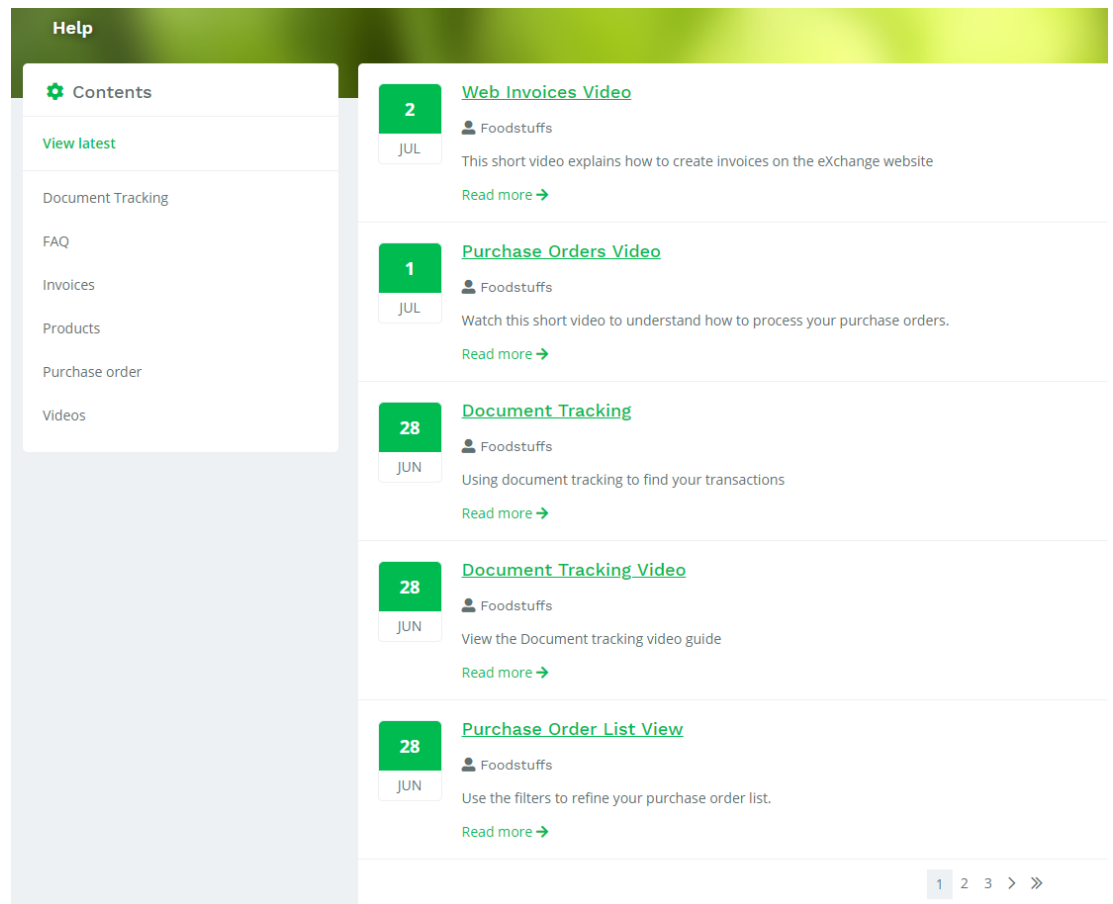 Help
Contents
View latest
Document Tracking
FAQ
Invoices
Products
Purchase order
Videos
2
JUL
Web Invoices Video
Foodstuffs
This short video explains how to create invoices on the eXchange website
Read more
1
JUL
Purchase Orders Video
Foodstuffs
Watch this short video to understand how to process your purchase orders.
Read more
28
JUN
Document Tracking
Foodstuffs
Using document tracking to find your transactions
Read more
28
JUN
Document Tracking Video
Foodstuffs
View the Document tracking video guide
Read more
28
JUN
Purchase Order List View
Foodstuffs
Use the filters to refine your purchase order list.
Read more
1 2 3